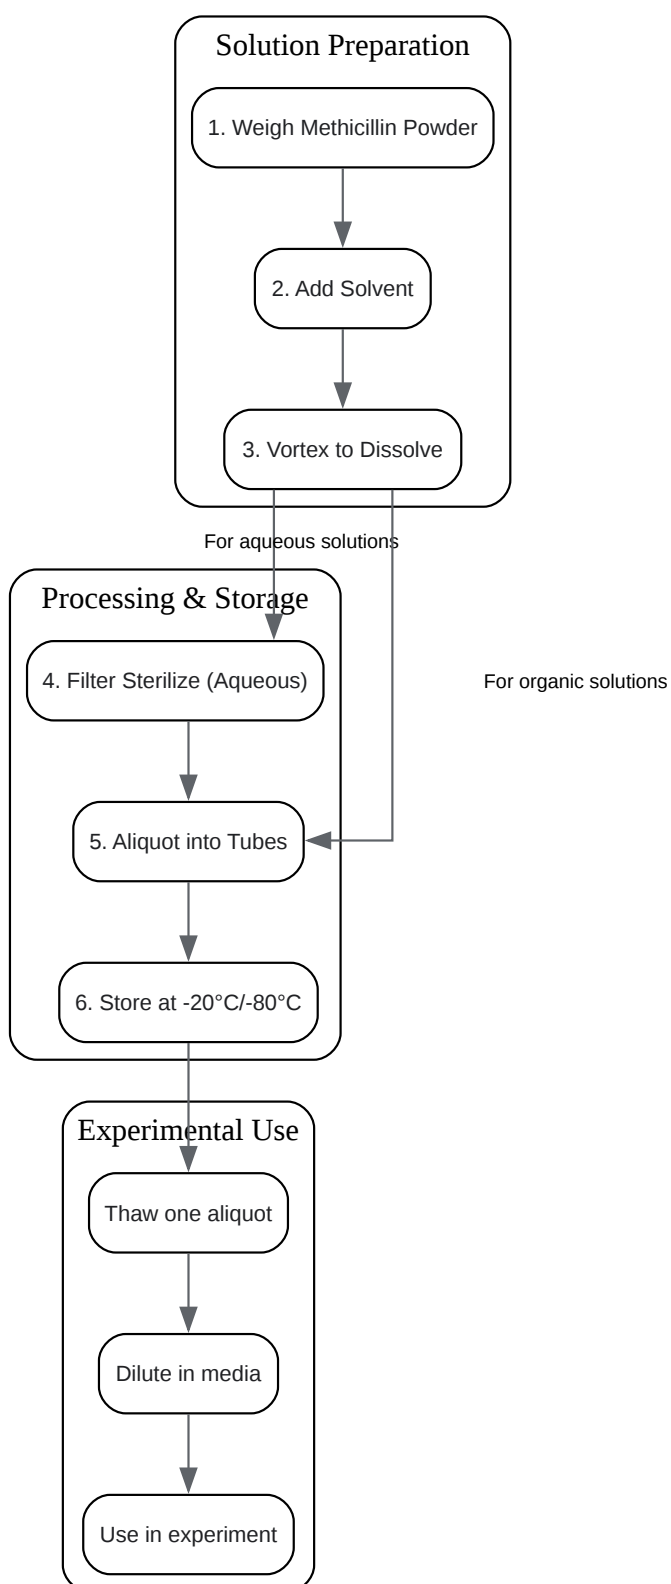 Solution Preparation
1. Weigh Methicillin Powder
2. Add Solvent
3. Vortex to Dissolve
For aqueous solutions
Processing & Storage
4. Filter Sterilize (Aqueous)
For organic solutions
5. Aliquot into Tubes
6. Store at -20°C/-80°C
Experimental Use
Thaw one aliquot
Dilute in media
Use in experiment